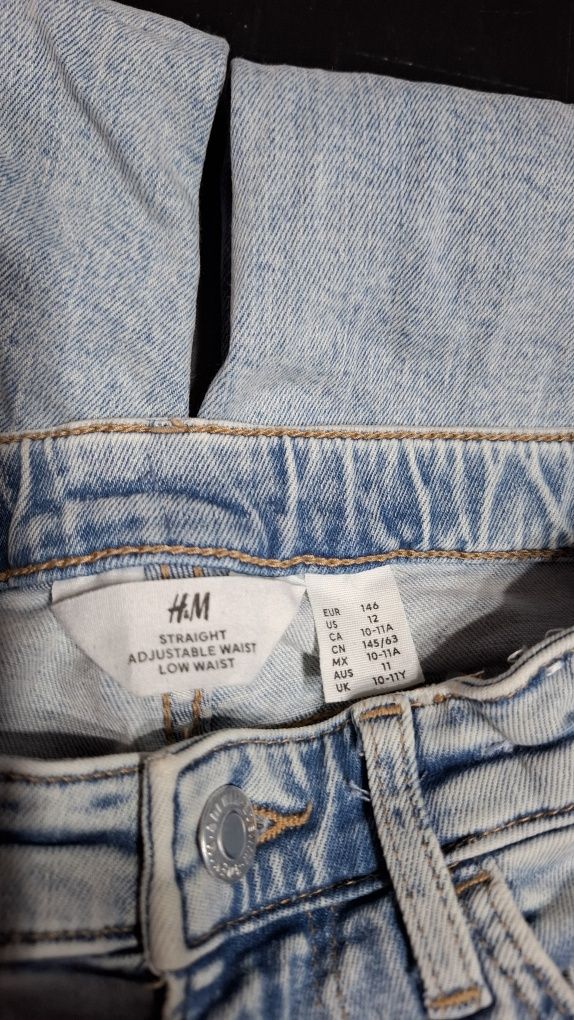 H&M
STRAIGHT
ADJUSTABLE WAIST
LOW WAIST
EUR 146
US 12
CA 10-11A
CN 145/63
MX 10-11A
AUS 11
UK 10-11Y